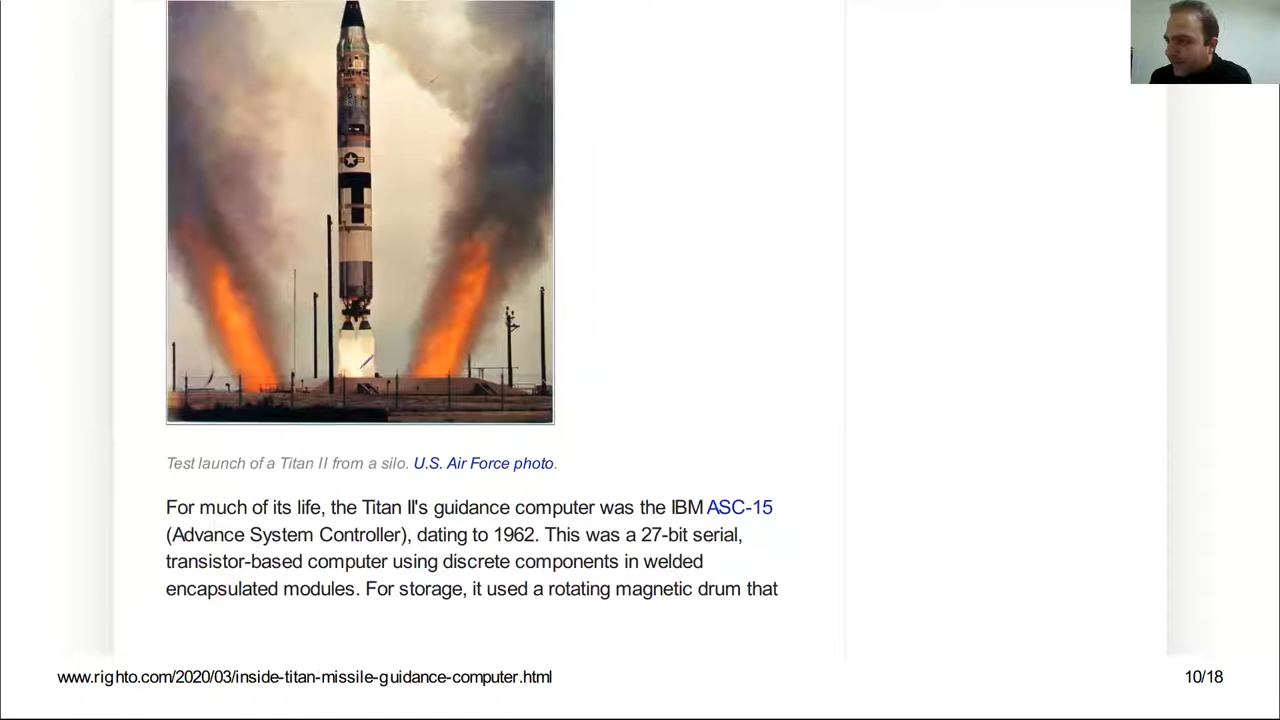 Test launch of a Titan II from a silo. U.S. Air Force photo.
For much of its life, the Titan II's guidance computer was the IBM ASC-15
(Advance System Controller), dating to 1962. This was a 27-bit serial,
transistor-based computer using discrete components in welded
encapsulated modules. For storage, it used a rotating magnetic drum that
www.righto.com/2020/03/inside-titan-missile-guidance-computer.html
10/18